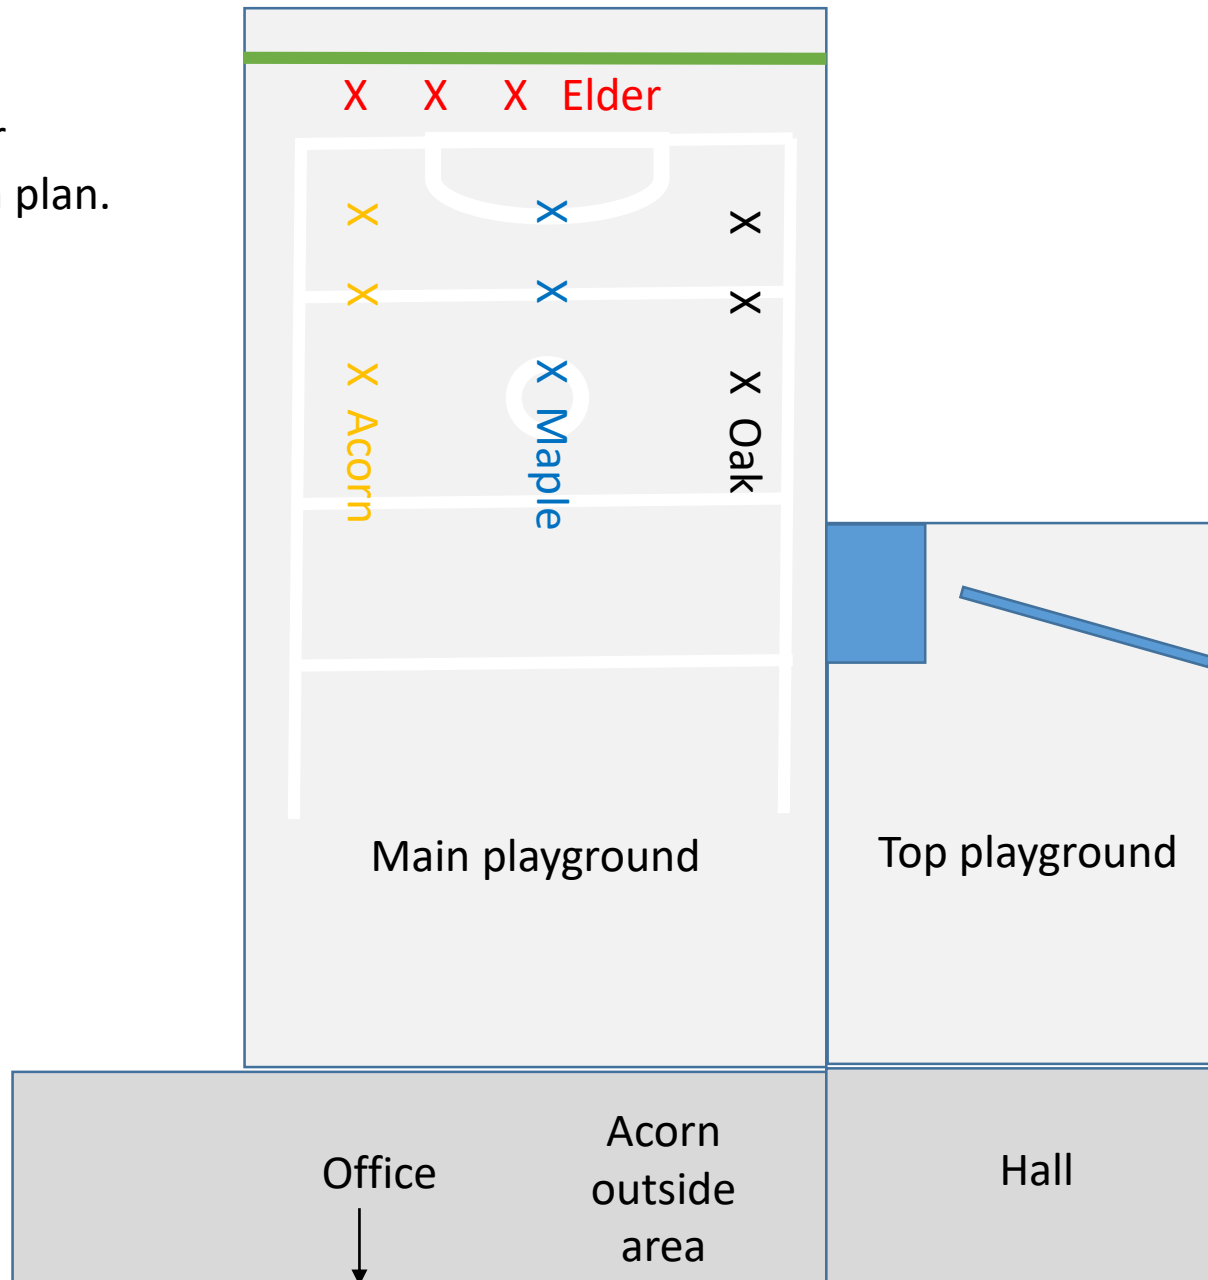 r
plan.
X X X Elder
X X X Acorn
X X X Maple
X X X Oak
Main playground
Top playground
Office
Acorn
outside
area
Hall